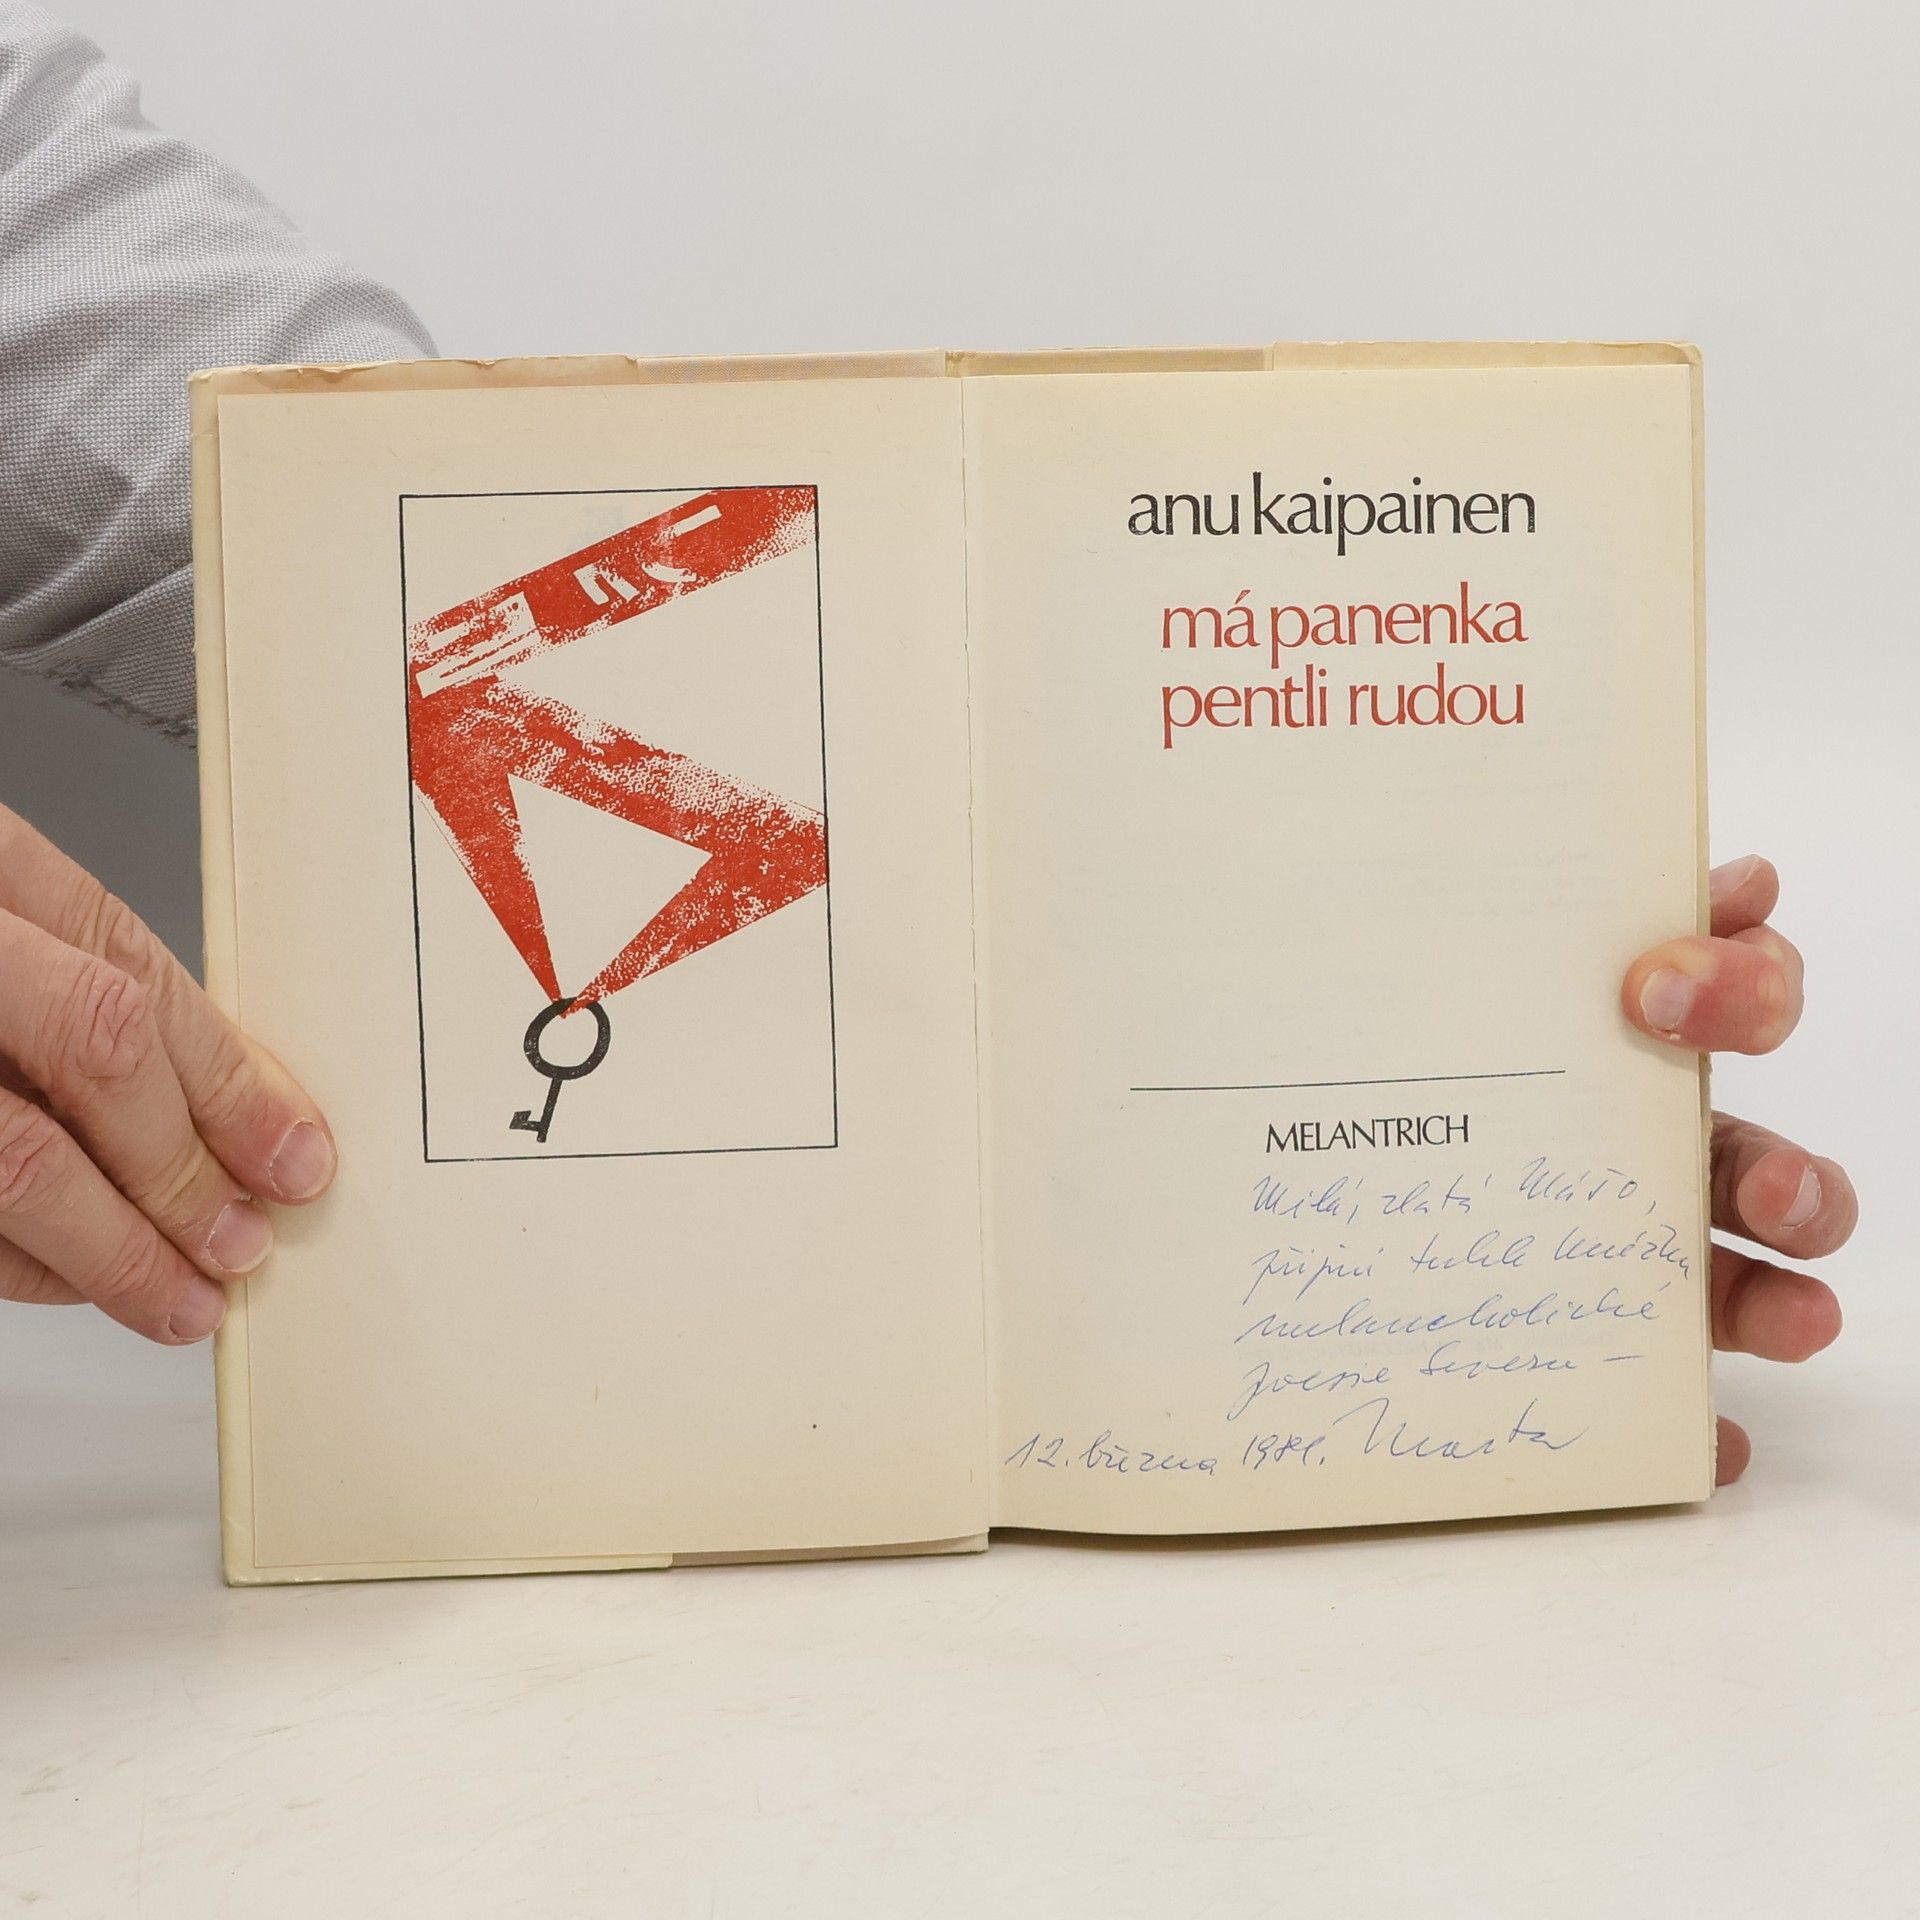 anu kaipainen
má panenka
pentli rudou
MELANTRICH
Milá, zlatá Mášo,
přijmi tuhle knížku
melancholické
poesie Severu –
12. března 1981. Marta